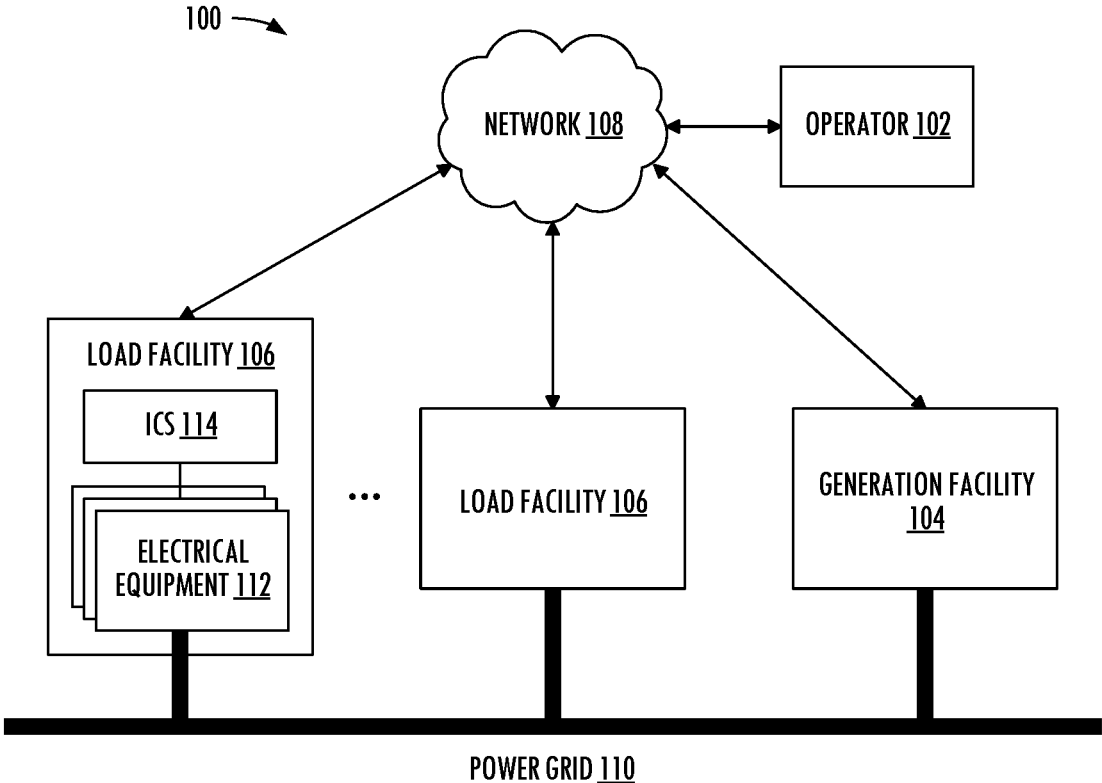 100
NETWORK 108
OPERATOR 102
LOAD FACILITY 106
ICS 114
ELECTRICAL
EQUIPMENT 112
...
LOAD FACILITY 106
GENERATION FACILITY
104
POWER GRID 110